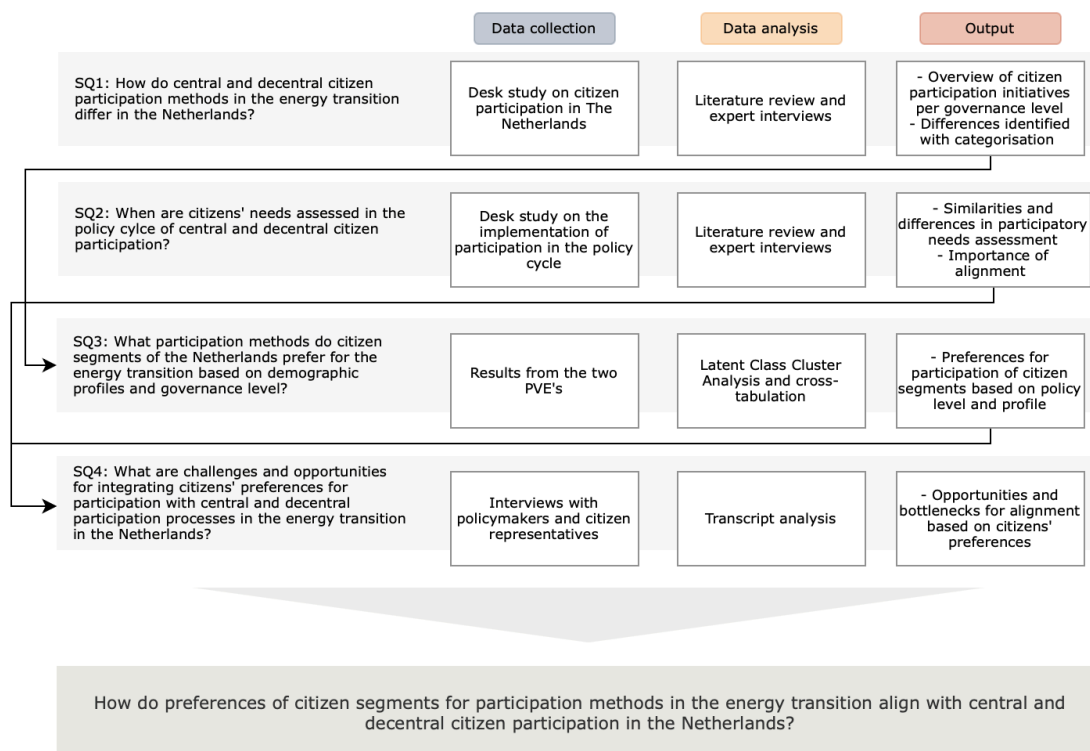 Data collection
Data analysis
Output
SQ1: How do central and decentral citizen
participation methods in the energy transition
differ in the Netherlands?
Desk study on citizen
participation in The
Netherlands
Literature review and
expert interviews
- Overview of citizen
participation initiatives
per governance level
- Differences identified
with categorisation
SQ2: When are citizens' needs assessed in the
policy cylce of central and decentral citizen
participation?
Desk study on the
implementation of
participation in the policy
cycle
Literature review and
expert interviews
- Similarities and
differences in participatory
needs assessment
- Importance of
alignment
SQ3: What participation methods do citizen
segments of the Netherlands prefer for the
energy transition based on demographic
profiles and governance level?
Results from the two
PVE's
Latent Class Cluster
Analysis and cross-
tabulation
- Preferences for
participation of citizen
segments based on policy
level and profile
SQ4: What are challenges and opportunities
for integrating citizens' preferences for
participation with central and decentral
participation processes in the energy transition
in the Netherlands?
Interviews with
policymakers and citizen
representatives
Transcript analysis
- Opportunities and
bottlenecks for alignment
based on citizens'
preferences
How do preferences of citizen segments for participation methods in the energy transition align with central and
decentral citizen participation in the Netherlands?